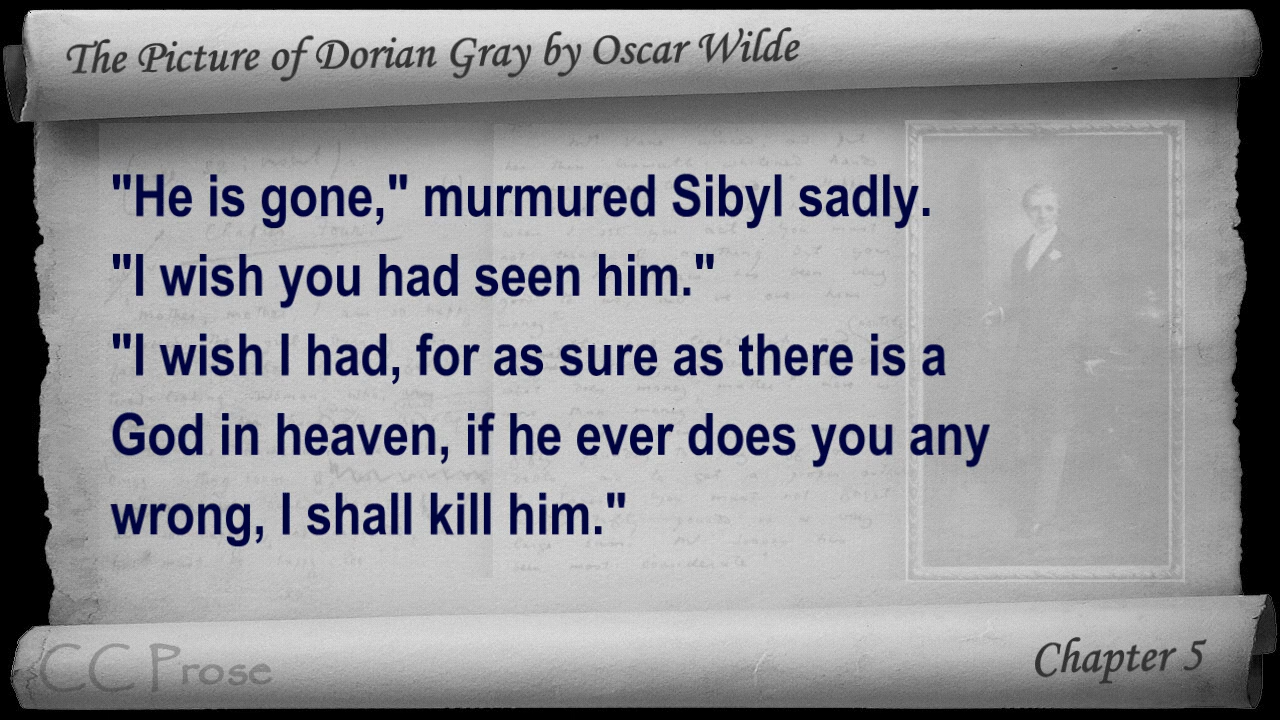 The Picture of Dorian Gray by Oscar Wilde
"He is gone," murmured Sibyl sadly.
"I wish you had seen him."
"I wish I had, for as sure as there is a
God in heaven, if he ever does you any
wrong, I shall kill him."
CC Prose
Chapter 5